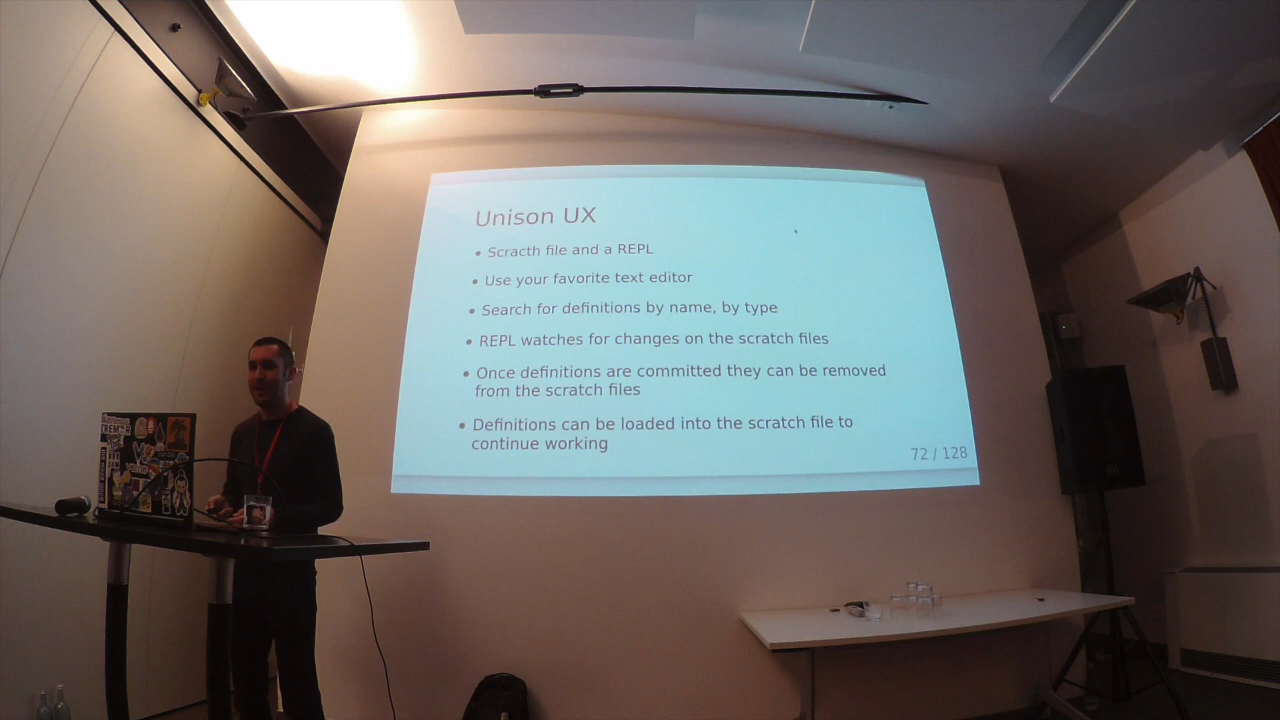 Unison UX
• Scracth file and a REPL
• Use your favorite text editor
• Search for definitions by name, by type
• REPL watches for changes on the scratch files
• Once definitions are committed they can be removed
from the scratch files
• Definitions can be loaded into the scratch file to
continue working
72 / 128